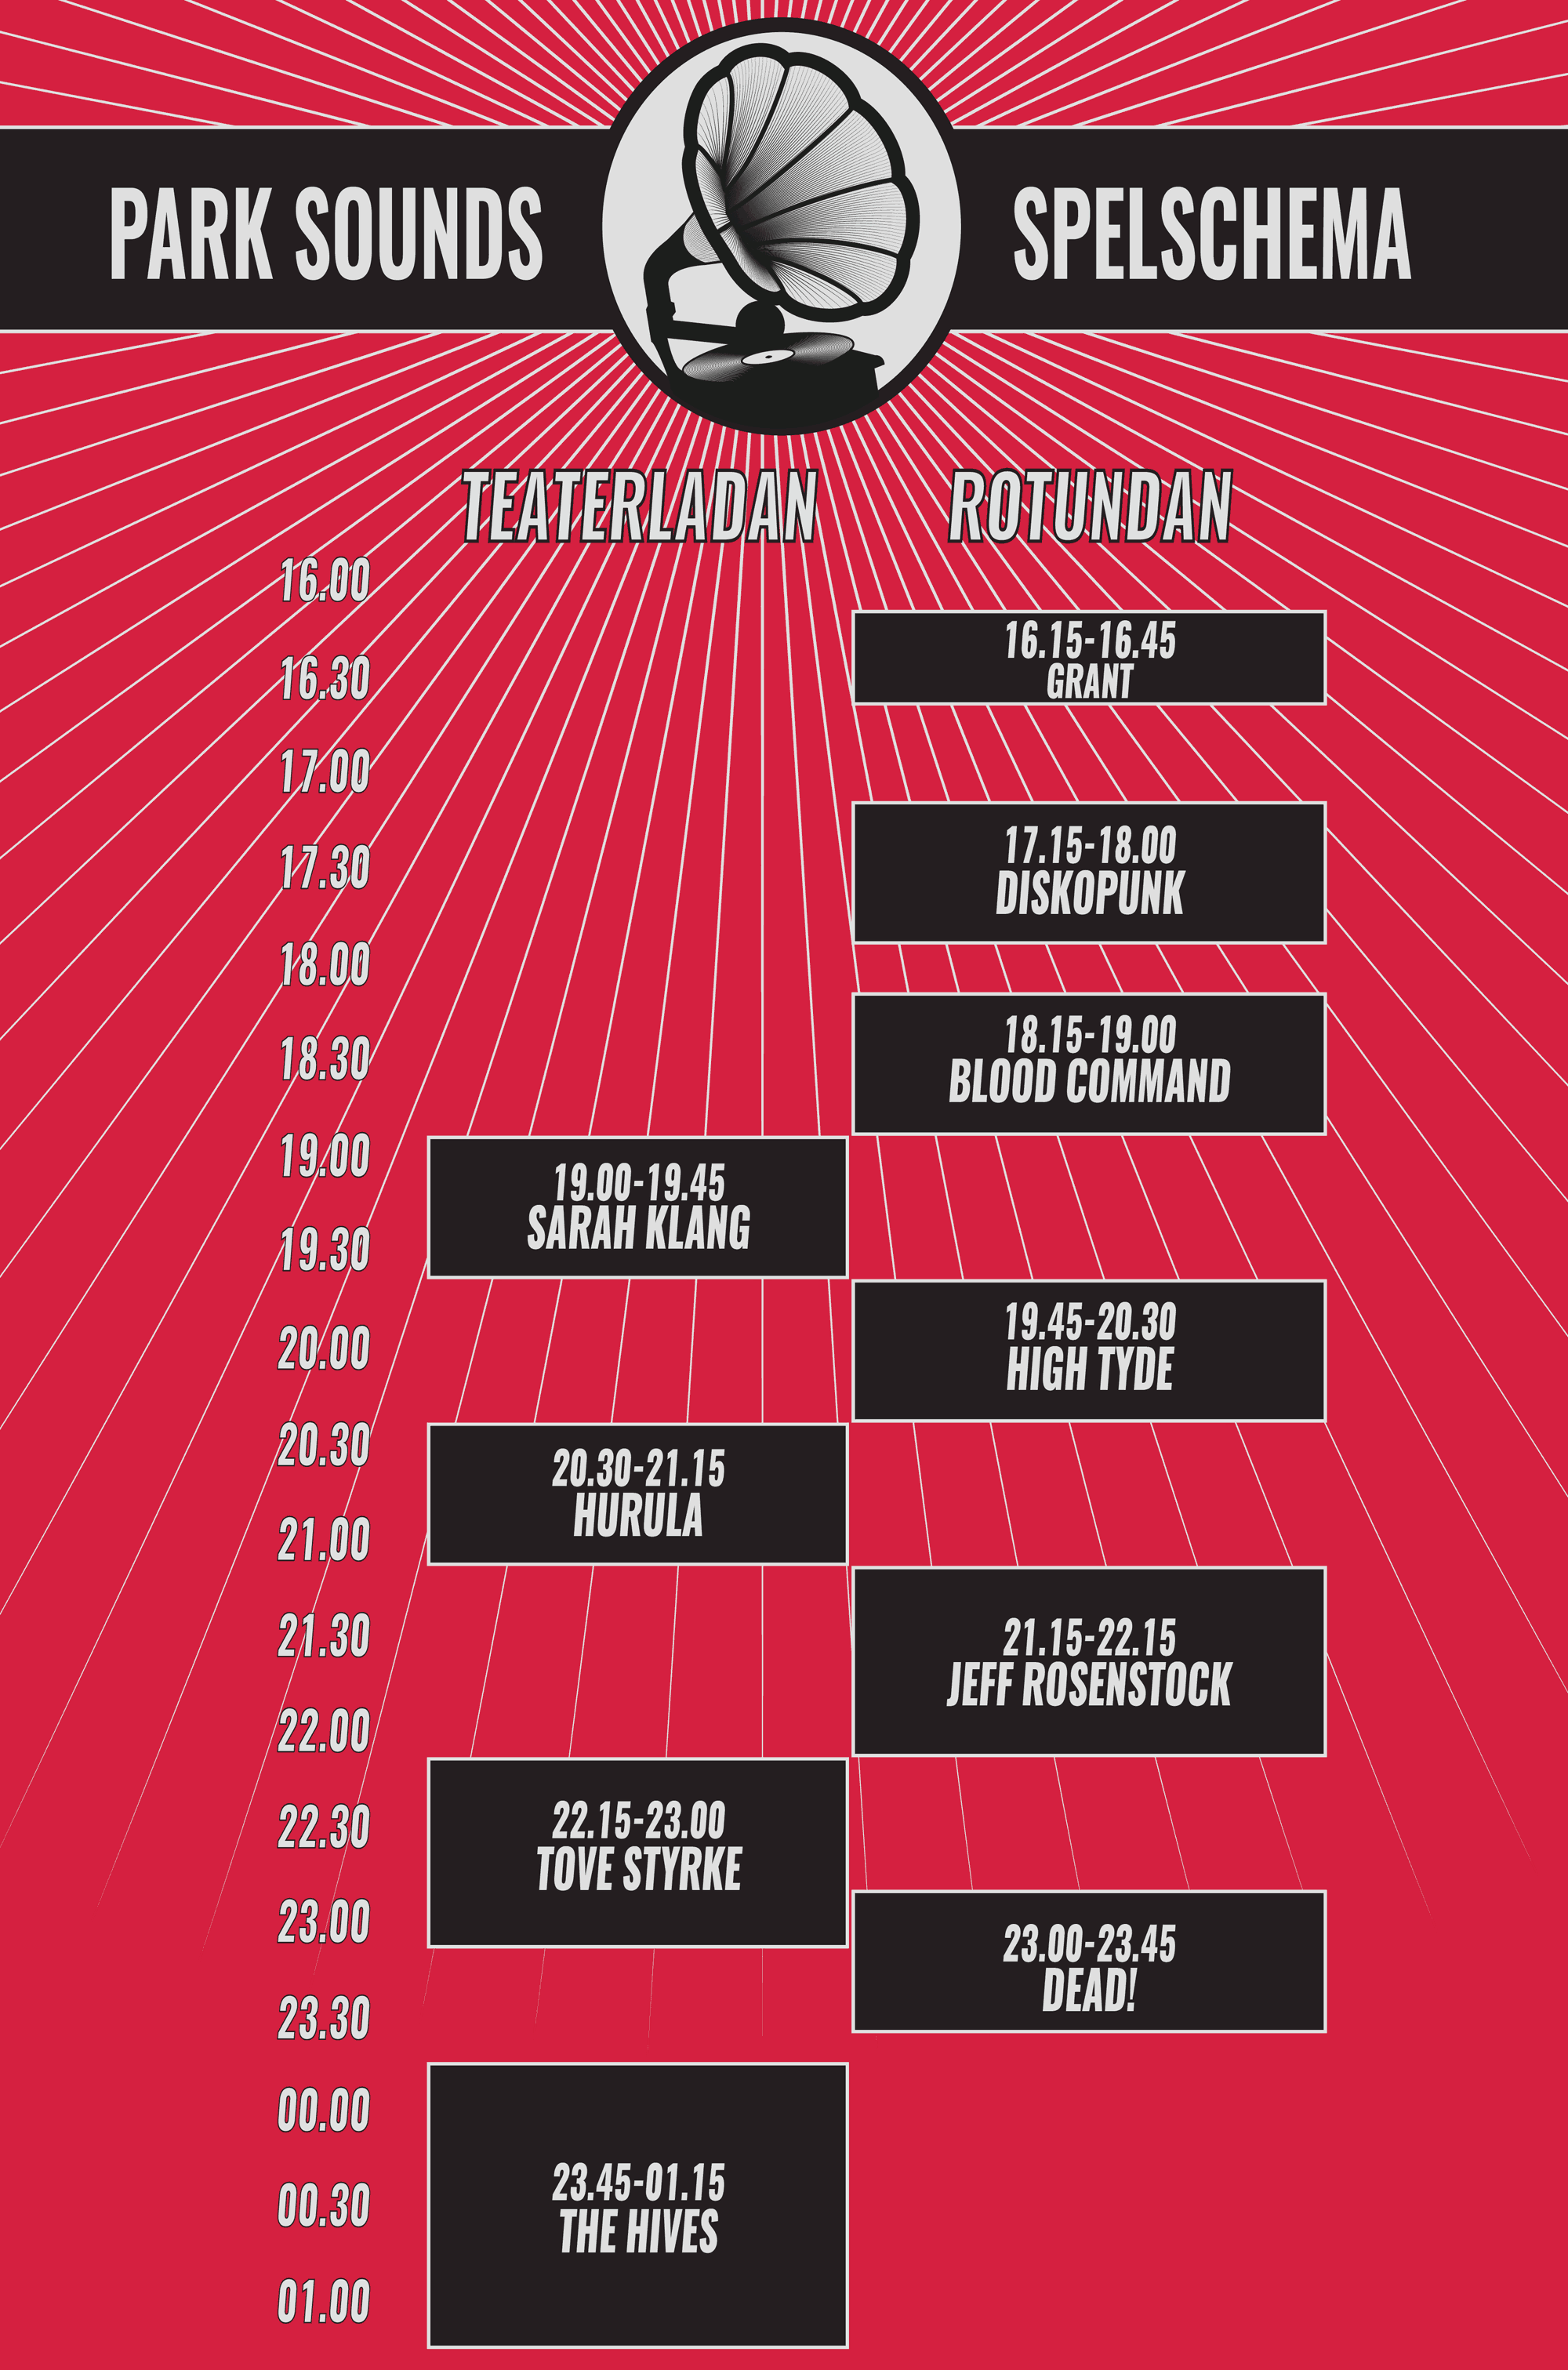 PARK SOUNDS
SPELSCHEMA
TEATERLADAN
ROTUNDAN
16.00
16.15-16.45
GRANT
16.30
17.00
17.15-18.00
DISKOPUNK
17.30
18.00
18.15-19.00
BLOOD COMMAND
18.30
19.00
19.00-19.45
SARAH KLANG
19.30
19.45-20.30
HIGH TYDE
20.00
20.30
20.30-21.15
HURULA
21.00
21.15-22.15
JEFF ROSENSTOCK
21.30
22.00
22.15-23.00
TOVE STYRKE
22.30
23.00
23.00-23.45
DEAD!
23.30
23.45-01.15
THE HIVES
00.00
00.30
01.00